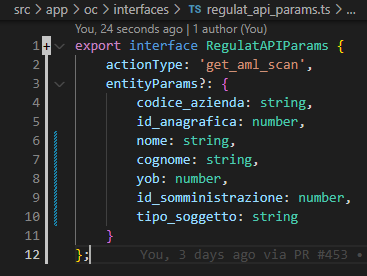 src > app > oc > interfaces > TS regulat_api_params.ts > ...
You, 24 seconds ago | 1 author (You)
1 export interface RegulatAPIParams {
2 actionType: 'get_aml_scan',
3 entityParams?: {
4 codice_azienda: string,
5 id_anagrafica: number,
6 nome: string,
7 cognome: string,
8 yob: number,
9 id_somministrazione: number,
10 tipo_soggetto: string
11 }
12 }; You, 3 days ago via PR #453 •